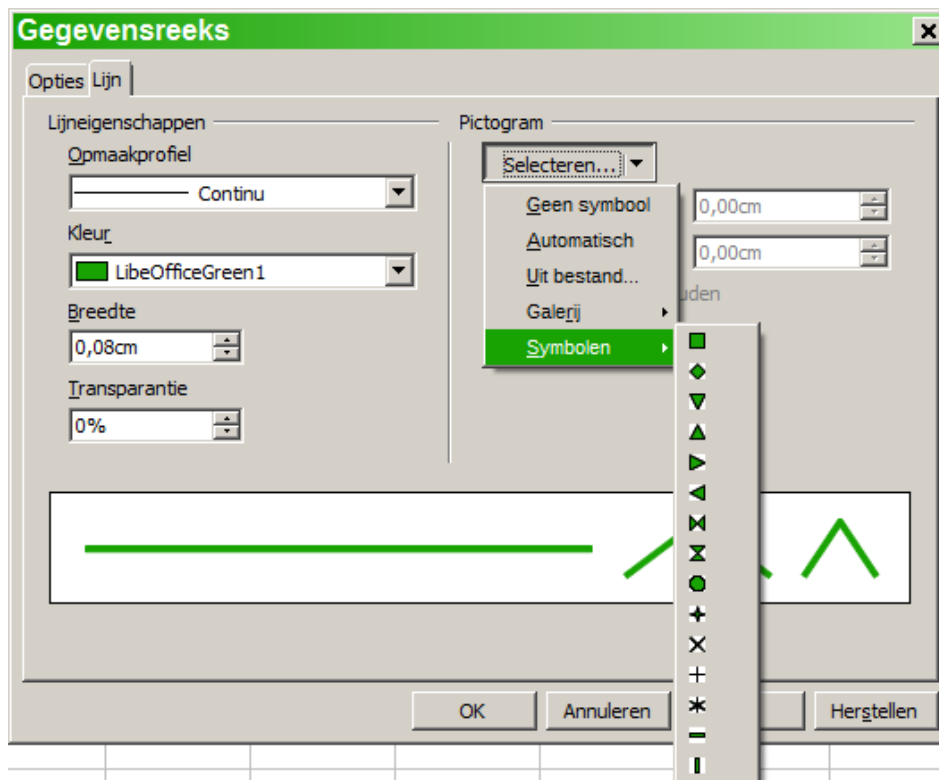 Gegevensreeks
Opties Lijn
Lijneigenschappen
Opmaakprofiel
Continu
Kleur
LibeOfficeGreen1
Breedte
0,08cm
Transparantie
0%
Pictogram
Selecteren...
Geen symbool
Automatisch
Uit bestand...
Galerij
Symbolen
0,00cm
0,00cm
uden
OK Annuleren Herstellen